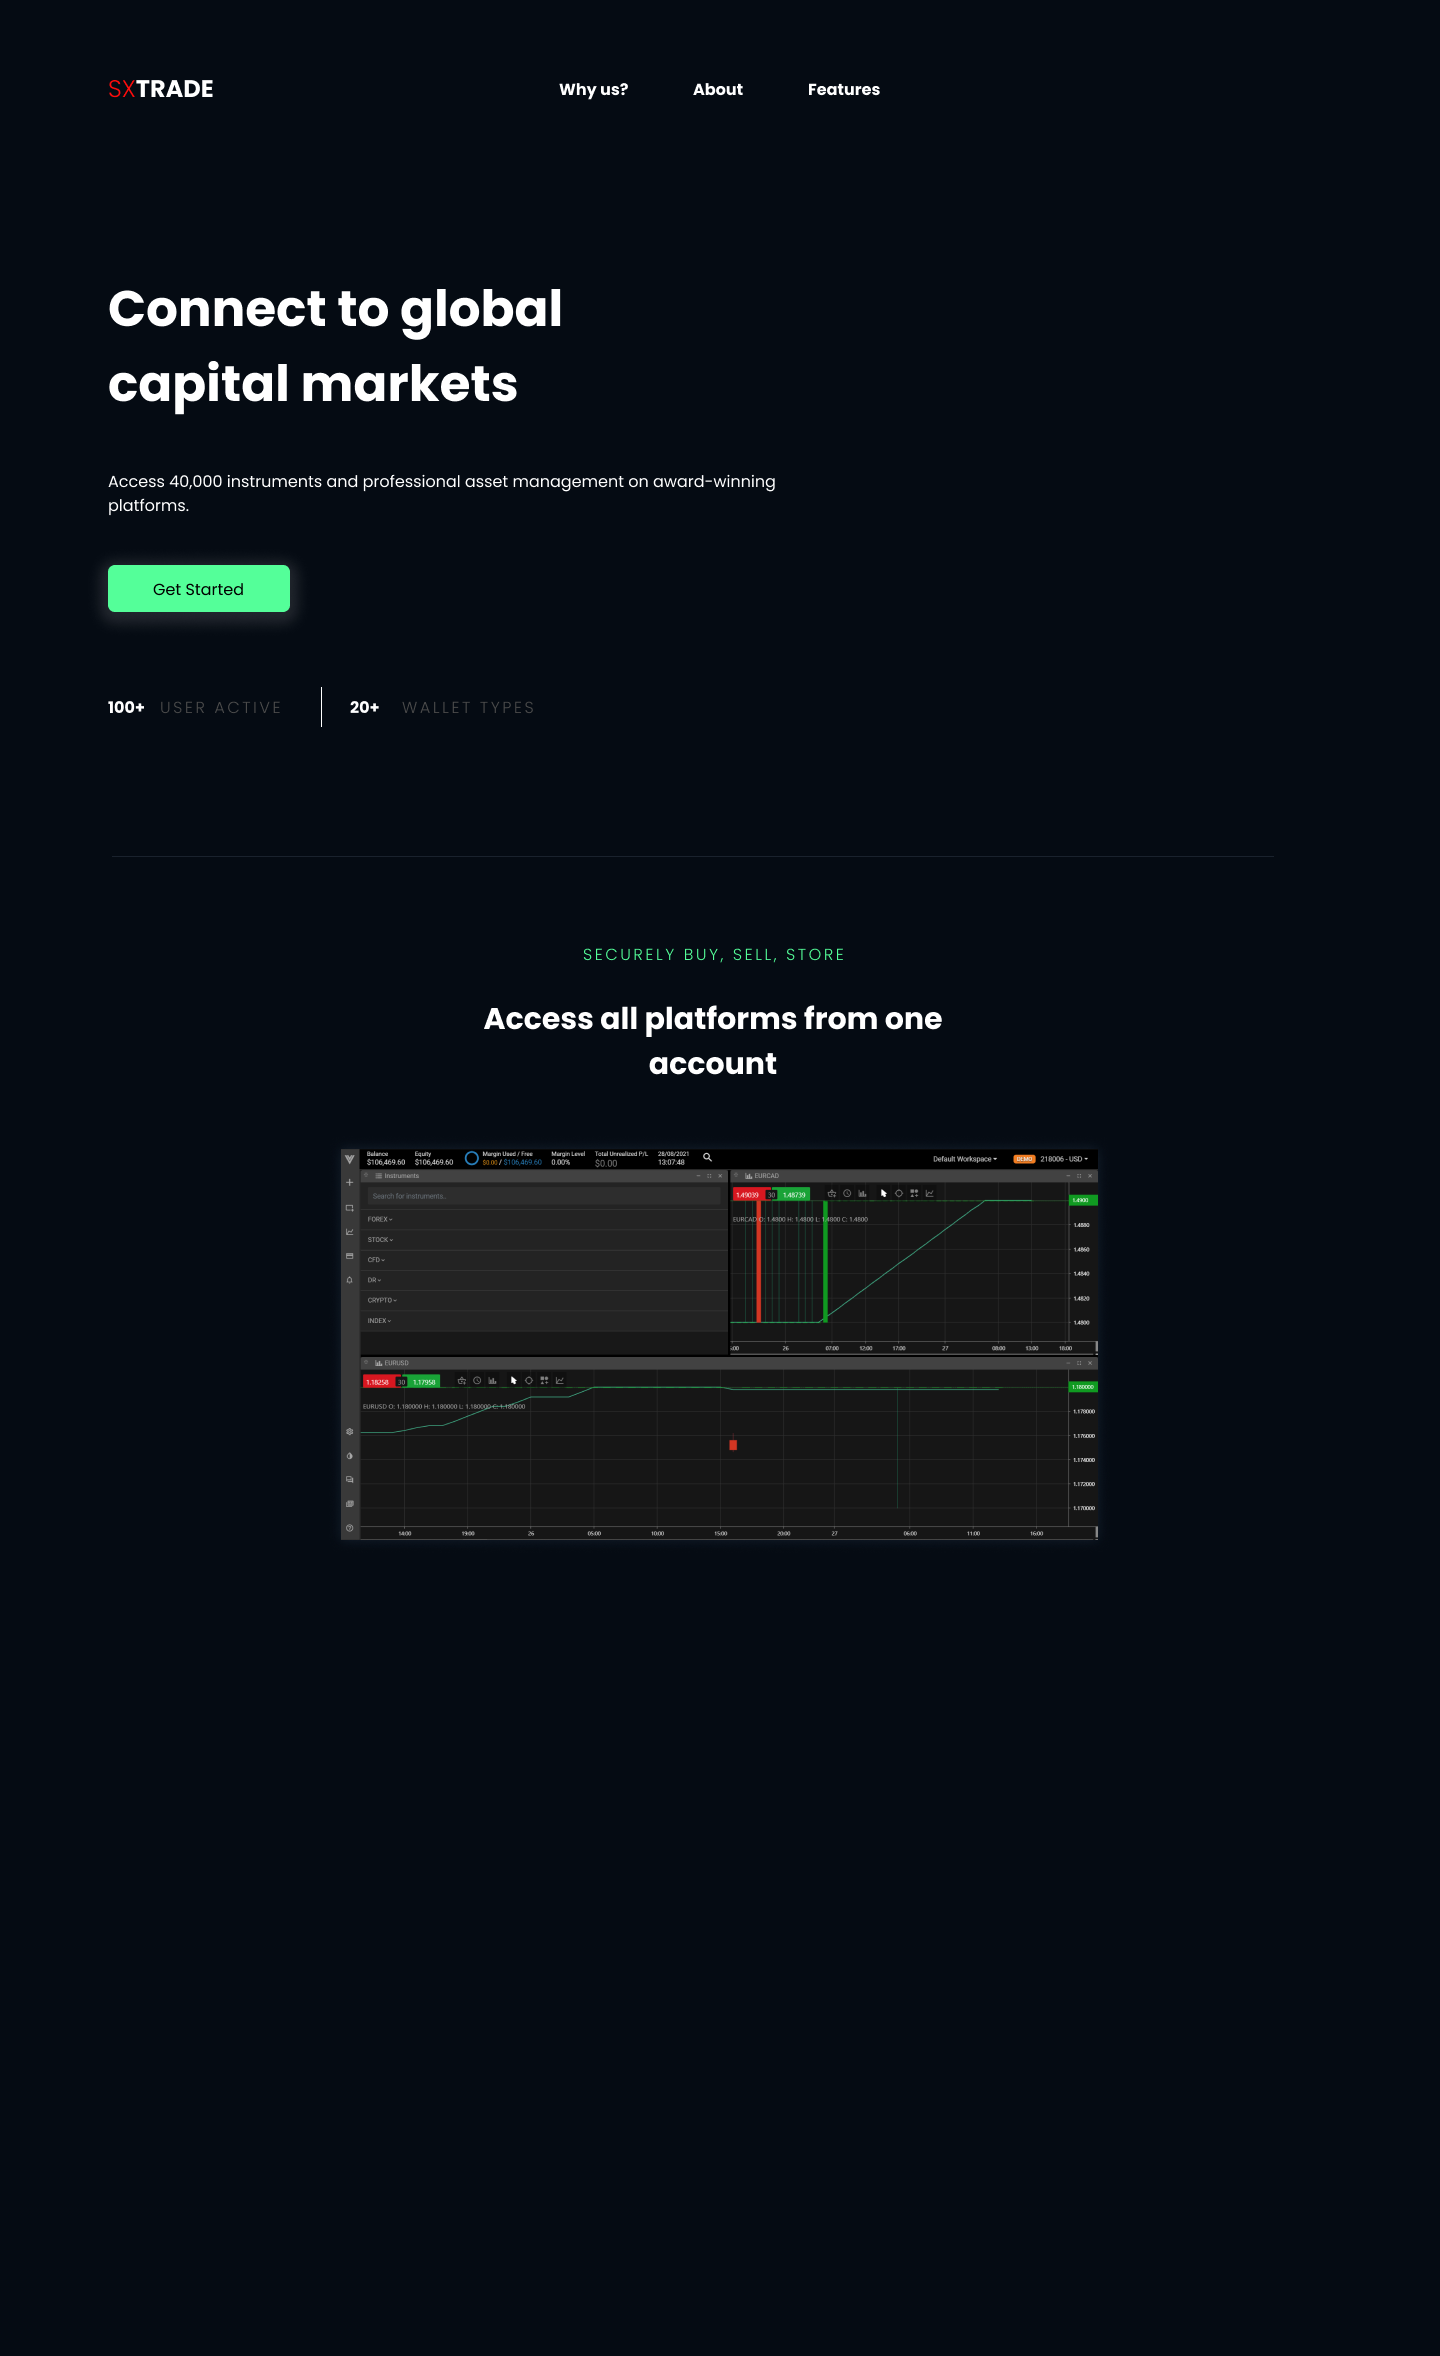 SXTRADE
Why us?
About
Features
Connect to global
capital markets
Access 40,000 instruments and professional asset management on award-winning
platforms.
Get Started
100+ USER ACTIVE
20+ WALLET TYPES
SECURELY BUY, SELL, STORE
Access all platforms from one
account
Balance
$106,469.60
Equity
$106,469.60
Margin Used / Free
$0.00 / $106,469.60
Margin Level
0.00%
Total Unrealized P/L
$0.00
28/08/2021
13:07:48
Default Workspace
DEMO
218006 - USD
Instruments
Search for instruments..
FOREX
STOCK
CFD
DR
CRYPTO
INDEX
EURCAD
1.49039 30 1.48739
EURCAD O: 1.4800 H: 1.4800 L: 1.4800 C: 1.4800
1.4900
1.4880
1.4860
1.4840
1.4820
1.4800
26 07:00 12:00 17:00 27 08:00 13:00 18:00
EURUSD
1.18258 30 1.17958
EURUSD O: 1.180000 H: 1.180000 L: 1.180000 C: 1.180000
1.180000
1.178000
1.176000
1.174000
1.172000
1.170000
14:00 19:00 26 05:00 10:00 15:00 20:00 27 06:00 11:00 16:00